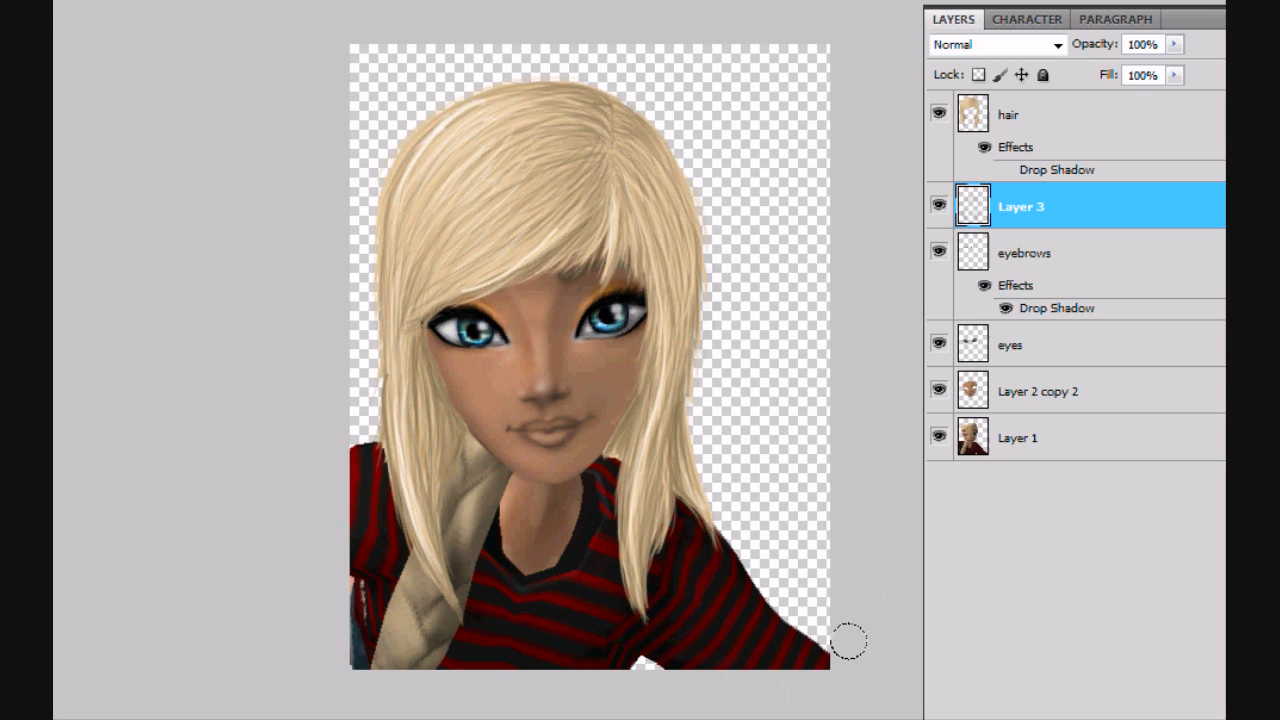 LAYERS CHARACTER PARAGRAPH
Normal Opacity: 100%
Lock: Fill: 100%
hair
Effects
Drop Shadow
Layer 3
eyebrows
Effects
Drop Shadow
eyes
Layer 2 copy 2
Layer 1